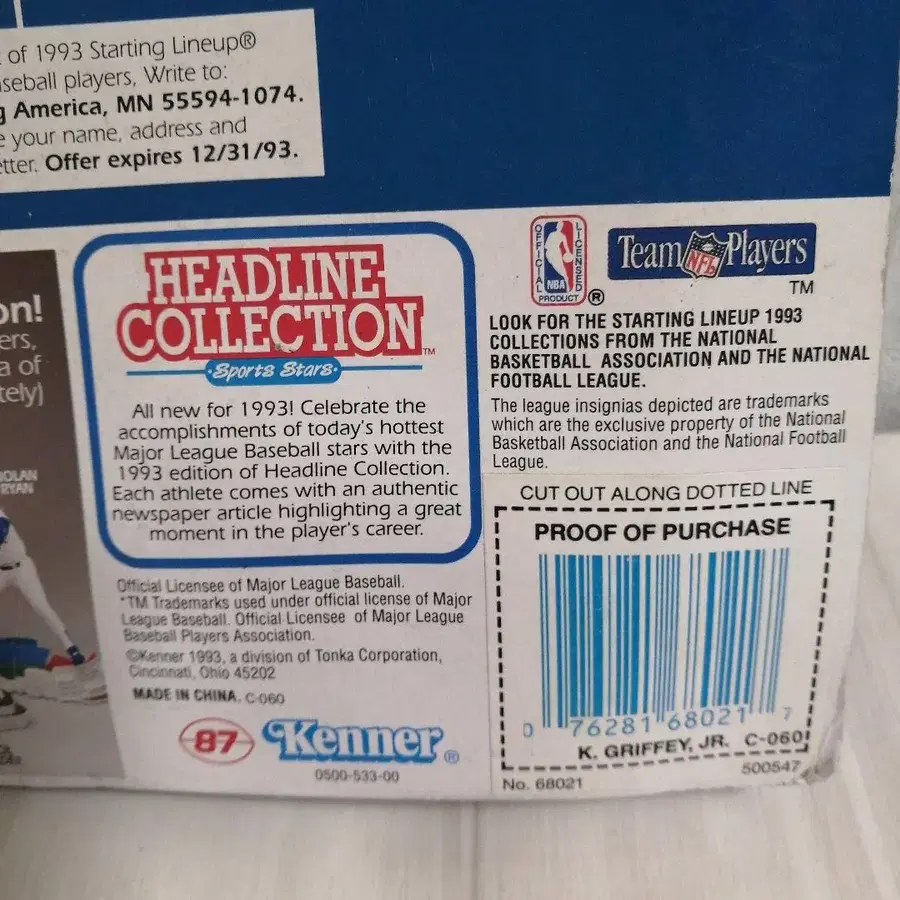 of 1993 Starting Lineup®
baseball players, Write to:
America, MN 55594-1074.
your name, address and
Offer expires 12/31/93.
HEADLINE
COLLECTION™
Sports Stars
All new for 1993! Celebrate the
accomplishments of today's hottest
Major League Baseball stars with the
1993 edition of Headline Collection.
Each athlete comes with an authentic
newspaper article highlighting a great
moment in the player's career.
Official Licensee of Major League Baseball.
*TM Trademarks used under official license of Major
League Baseball. Official Licensee of Major League
Baseball Players Association.
©Kenner 1993, a division of Tonka Corporation,
Cincinnati, Ohio 45202
MADE IN CHINA. C-060
87 Kenner®
0500-533-00
OFFICIAL LICENSED
NBA
PRODUCT ®
Team NFL Players
TM
LOOK FOR THE STARTING LINEUP 1993
COLLECTIONS FROM THE NATIONAL
BASKETBALL ASSOCIATION AND THE NATIONAL
FOOTBALL LEAGUE.
The league insignias depicted are trademarks
which are the exclusive property of the National
Basketball Association and the National Football
League.
CUT OUT ALONG DOTTED LINE
PROOF OF PURCHASE
0 76281 68021 7
K. GRIFFEY, JR. C-060
500547
No. 68021
on!
ers,
a of
tely)
NOLAN
RYAN